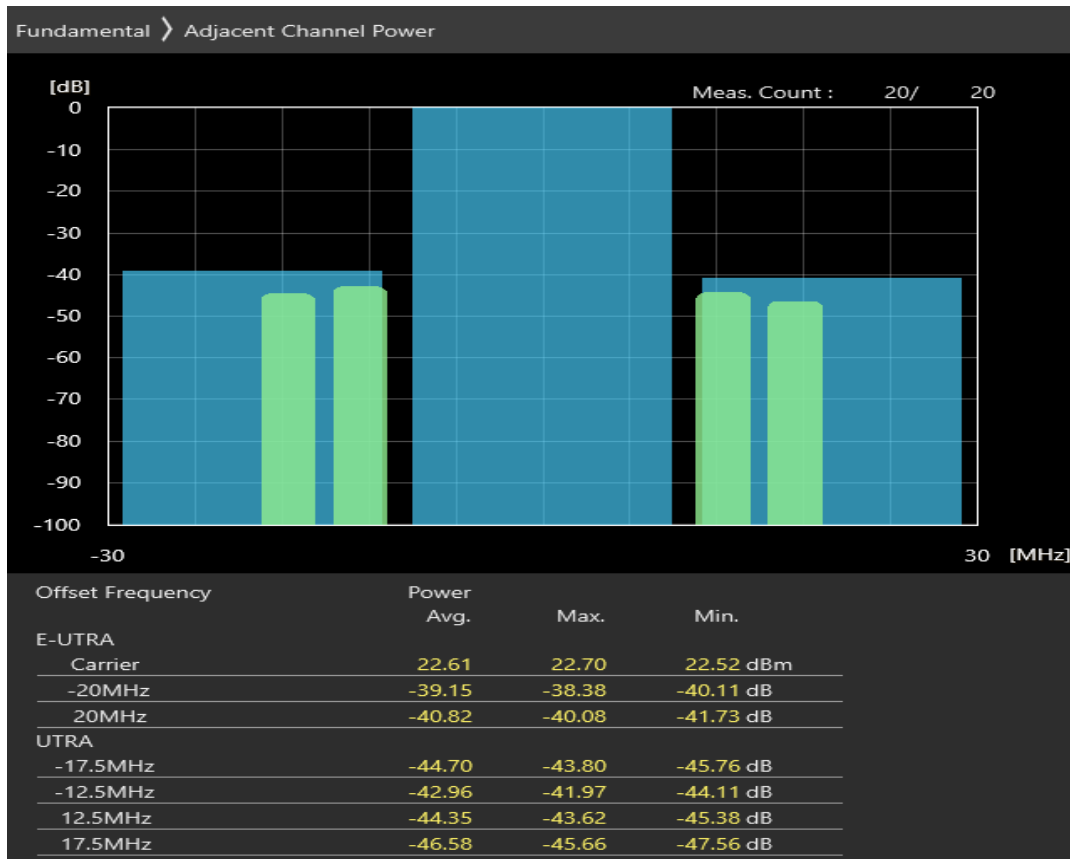 Fundamental ❯ Adjacent Channel Power
[dB]
Meas. Count : 20/ 20
0
-10
-20
-30
-40
-50
-60
-70
-80
-90
-100
-30 30 [MHz]
Offset Frequency Power
Avg. Max. Min.
E-UTRA
Carrier 22.61 22.70 22.52 dBm
-20MHz -39.15 -38.38 -40.11 dB
20MHz -40.82 -40.08 -41.73 dB
UTRA
-17.5MHz -44.70 -43.80 -45.76 dB
-12.5MHz -42.96 -41.97 -44.11 dB
12.5MHz -44.35 -43.62 -45.38 dB
17.5MHz -46.58 -45.66 -47.56 dB